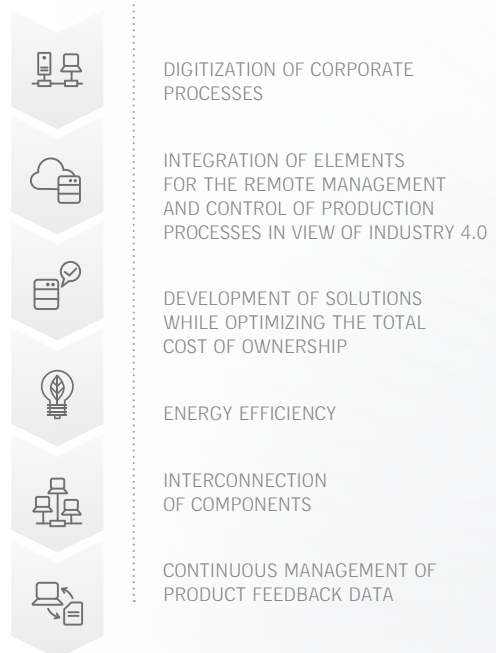 DIGITIZATION OF CORPORATE
PROCESSES
INTEGRATION OF ELEMENTS
FOR THE REMOTE MANAGEMENT
AND CONTROL OF PRODUCTION
PROCESSES IN VIEW OF INDUSTRY 4.0
DEVELOPMENT OF SOLUTIONS
WHILE OPTIMIZING THE TOTAL
COST OF OWNERSHIP
ENERGY EFFICIENCY
INTERCONNECTION
OF COMPONENTS
CONTINUOUS MANAGEMENT OF
PRODUCT FEEDBACK DATA